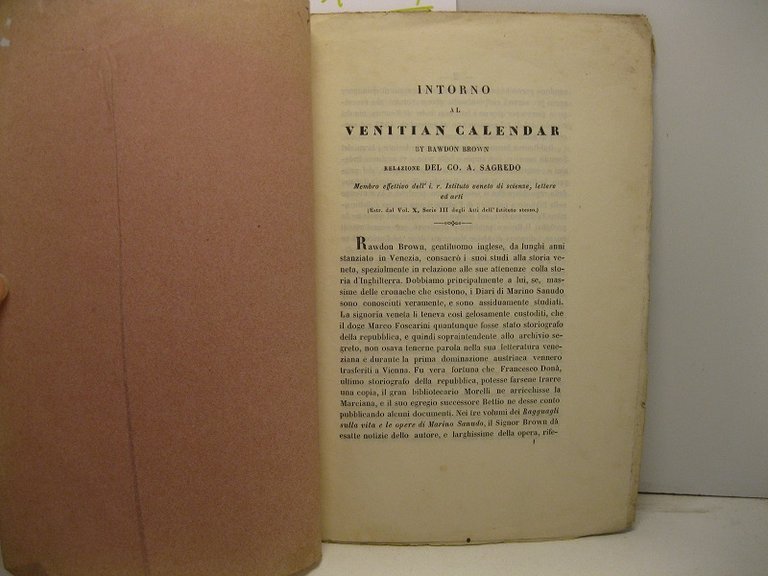 INTORNO
AL
VENITIAN CALENDAR
BY RAWDON BROWN
RELAZIONE DEL CO. A. SAGREDO
Membro effettivo dell' i. r. Istituto veneto di scienze, lettere
ed arti
(Estr. dal Vol. X, Serie III degli Atti dell'Istituto stesso.)
Rawdon Brown, gentiluomo inglese, da lunghi anni
stanziato in Venezia, consacrò i suoi studi alla storia ve-
neta, spezialmente in relazione alle sue attenenze colla sto-
ria d'Inghilterra. Dobbiamo principalmente a lui, se, mas-
sime delle cronache che esistono, i Diari di Marino Sanudo
sono conosciuti veramente, e sono assiduamente studiati.
La signoria veneta li teneva così gelosamente custoditi, che
il doge Marco Foscarini quantunque fosse stato storiografo
della repubblica, e quindi sopraintendente allo archivio se-
greto, non osava tenerne parola nella sua letteratura vene-
ziana e durante la prima dominazione austriaca vennero
trasferiti a Vienna. Fu vera fortuna che Francesco Donà,
ultimo storiografo della repubblica, potesse farsene trarre
una copia, il gran bibliotecario Morelli ne arricchisse la
Marciana, e il suo egregio successore Bettio ne desse conto
pubblicando alcuni documenti. Nei tre volumi dei Ragguagli
sulla vita e le opere di Marino Sanudo, il Signor Brown dà
esatte notizie dello autore, e larghissime della opera, rife-
1